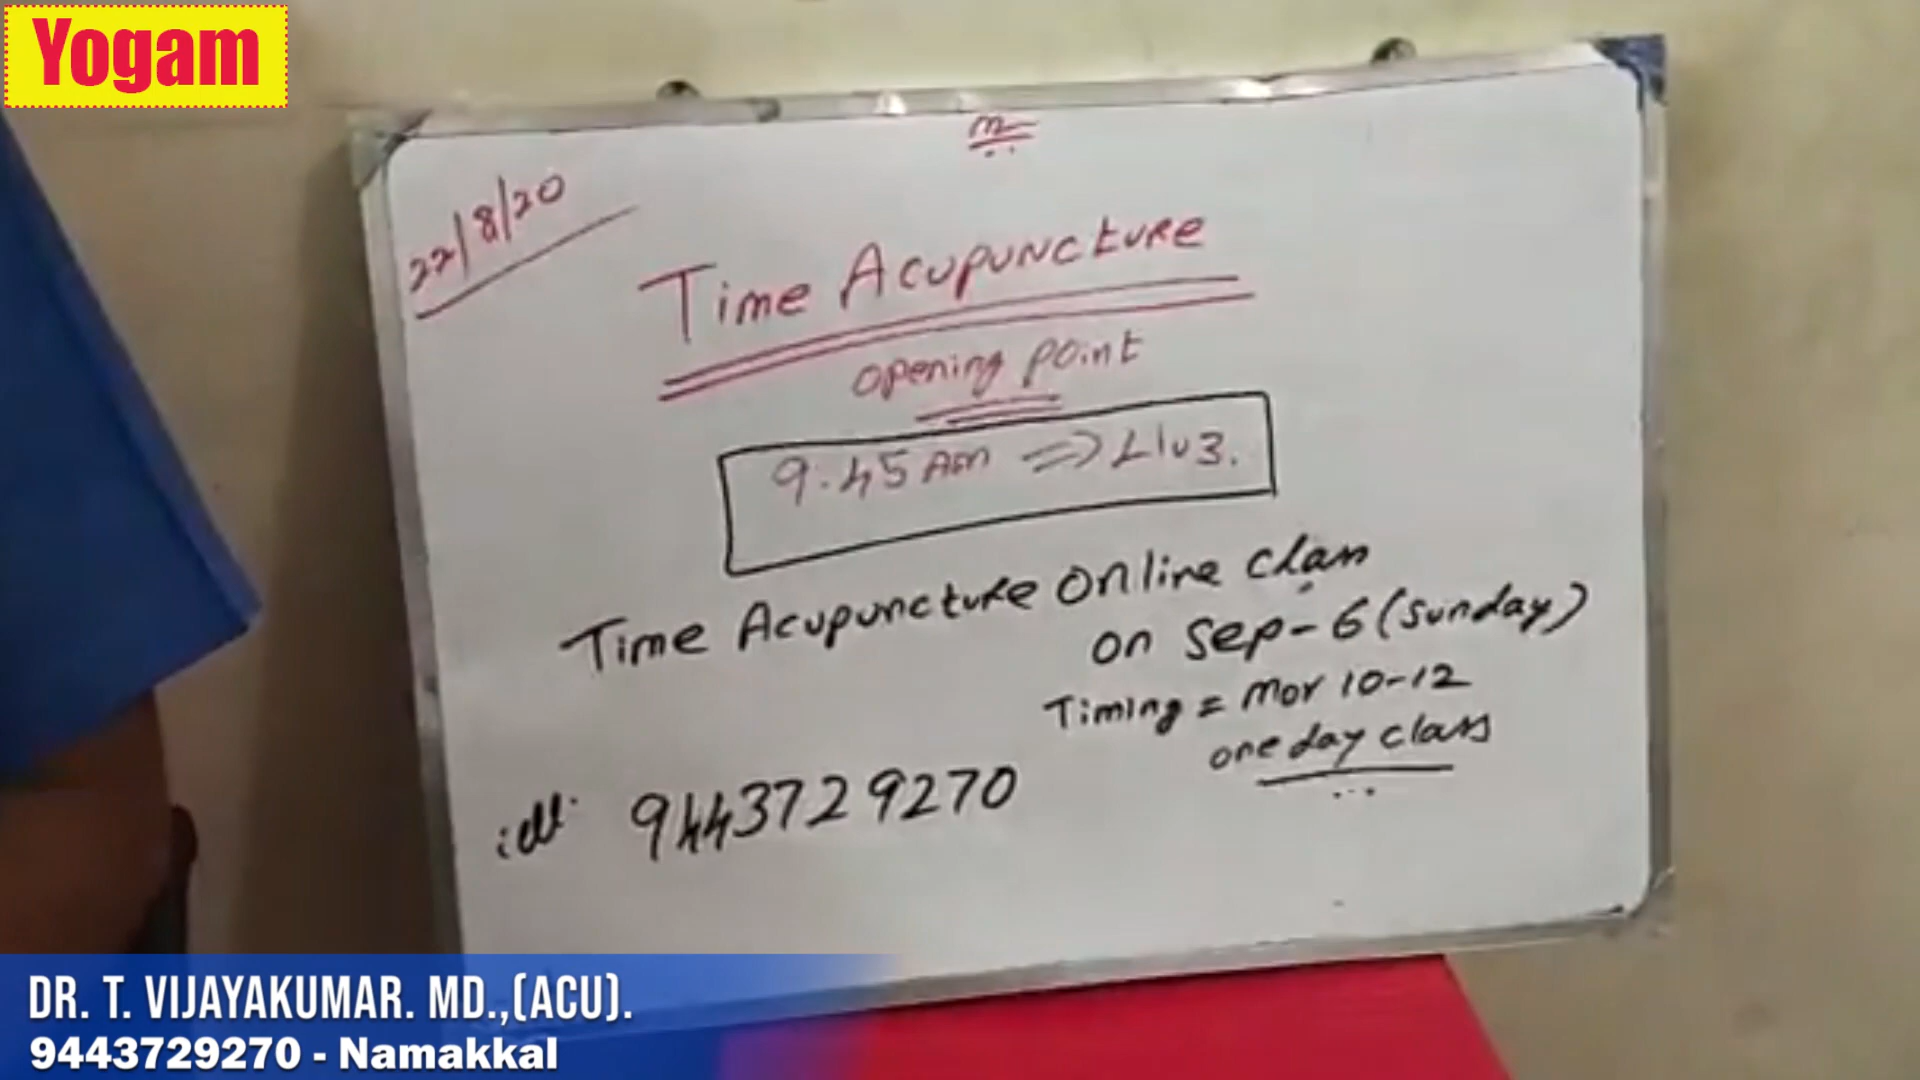 Yogam
22/8/20
Time Acupuncture
opening point
9.45 Am => Liv3.
Time Acupuncture Online Class
on Sep-6 (Sunday)
Timing = Mor 10-12
one day class
9443729270
DR. T. VIJAYAKUMAR. MD.,(ACU).
9443729270 - Namakkal